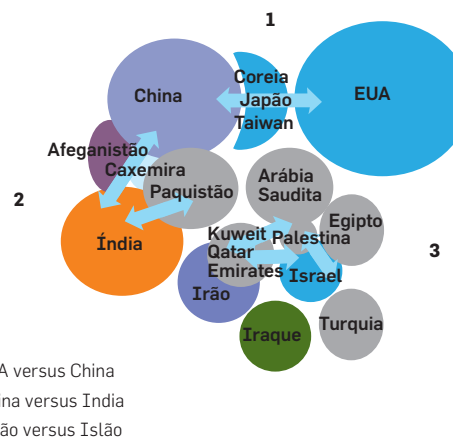 1
China
Coreia
Japão
Taiwan
EUA
Afeganistão
Caxemira
Paquistão
Arábia
Saudita
2
Índia
Kuweit
Qatar
Emirates
Palestina
Egipto
3
Israel
Irão
Iraque
Turquia
A versus China
ina versus India
ão versus Islão